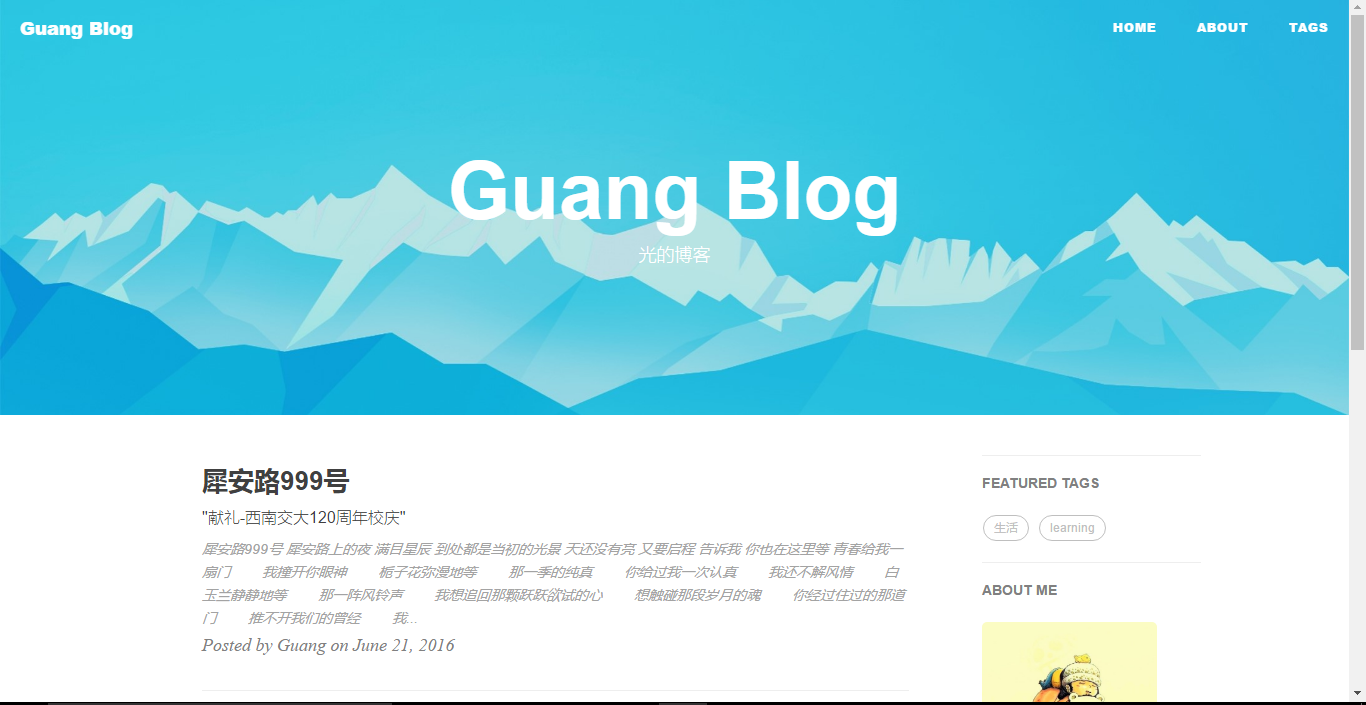 Guang Blog
HOME ABOUT TAGS
Guang Blog
光的博客
犀安路999号
"献礼-西南交大120周年校庆"
犀安路999号 犀安路上的夜 满目星辰 到处都是当初的光景 天还没有亮 又要启程 告诉我 你也在这里等 青春给我一
扇门 我撞开你眼神 栀子花弥漫地等 那一季的纯真 你给过我一次认真 我还不解风情 白
玉兰静静地等 那一阵风铃声 我想追回那颗跃跃欲试的心 想触碰那段岁月的魂 你经过住过的那道
门 推不开我们的曾经 我...
Posted by Guang on June 21, 2016
FEATURED TAGS
生活 learning
ABOUT ME